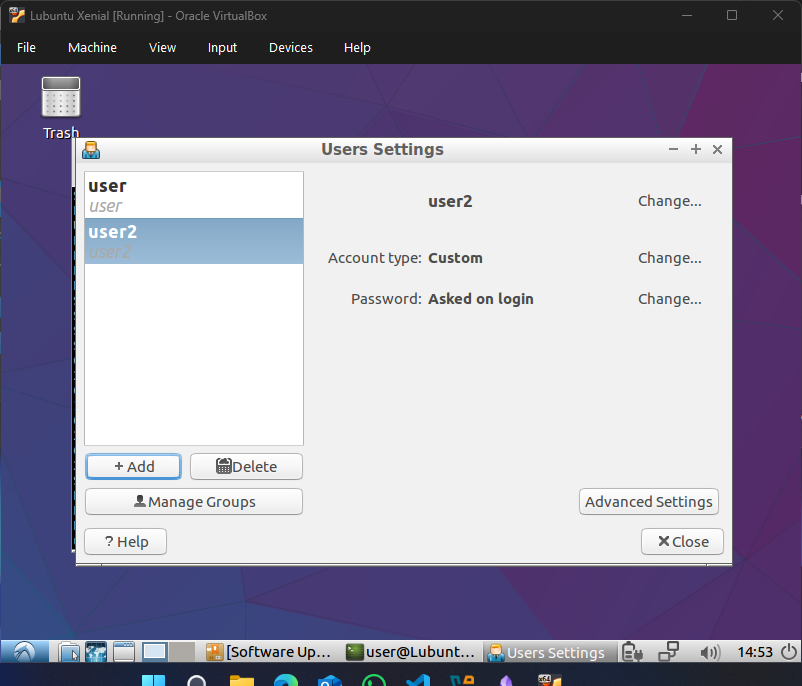 Lubuntu Xenial [Running] - Oracle VirtualBox
File Machine View Input Devices Help
Trash
Users Settings
user
user
user2
user2
user2 Change...
Account type: Custom Change...
Password: Asked on login Change...
+ Add
Delete
Manage Groups
Advanced Settings
? Help
Close
[Software Up... user@Lubunt... Users Settings 14:53